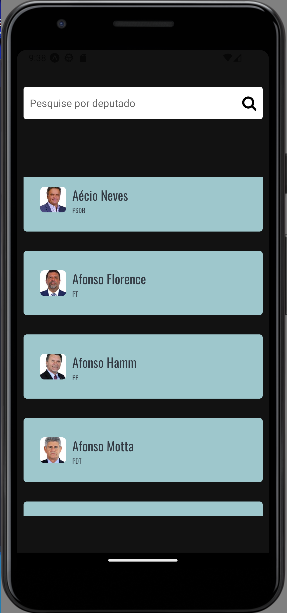 Pesquise por deputado
Aécio Neves
PSDB
Afonso Florence
PT
Afonso Hamm
PP
Afonso Motta
PDT